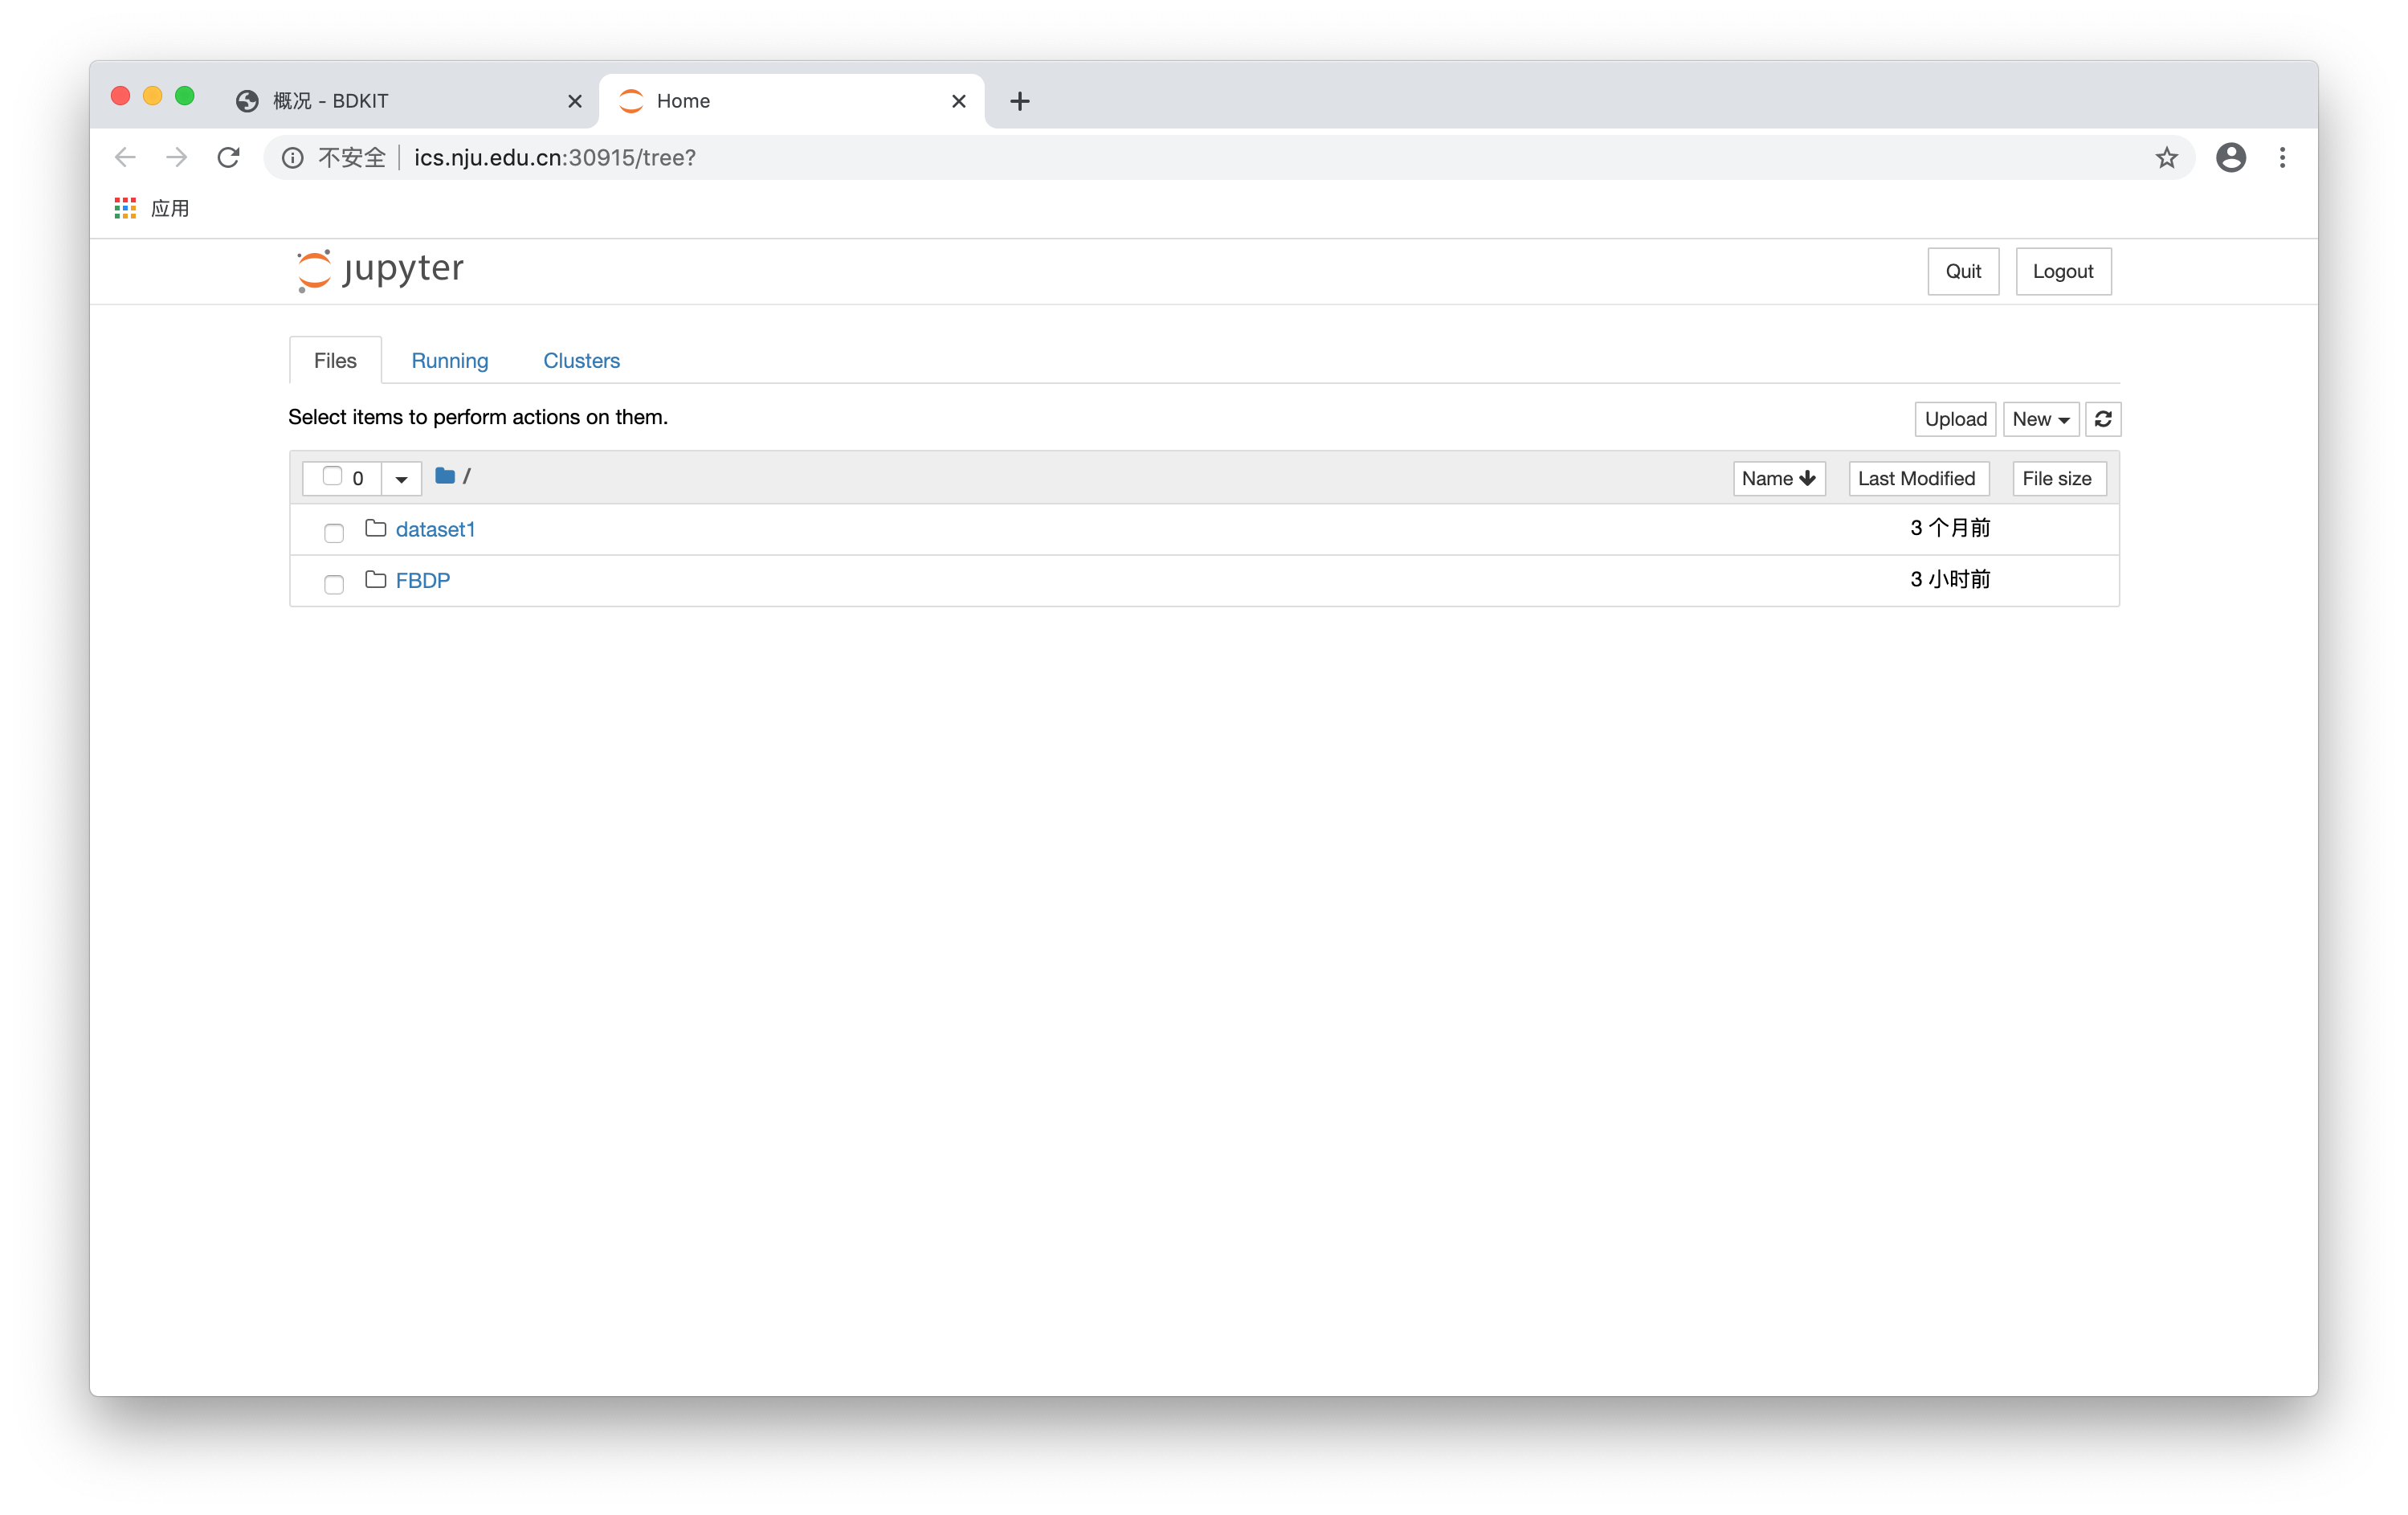 概况 - BDKIT
Home
不安全 ics.nju.edu.cn:30915/tree?
应用
jupyter
Quit Logout
Files Running Clusters
Select items to perform actions on them.
Upload New
0 / Name Last Modified File size
dataset1 3 个月前
FBDP 3 小时前